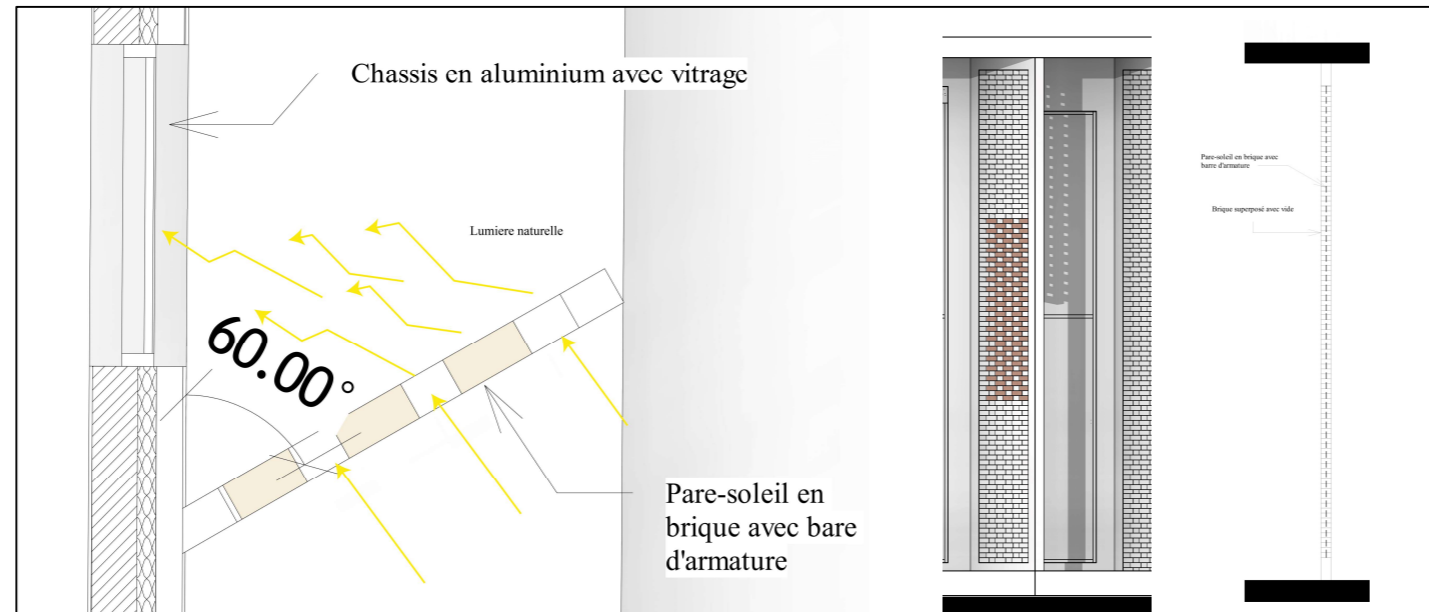 Chassis en aluminium avec vitrage
Lumiere naturelle
60.00°
Pare-soleil en
brique avec bare
d'armature
Pare-soleil en brique avec
barre d'armature
Brique superposé avec vide